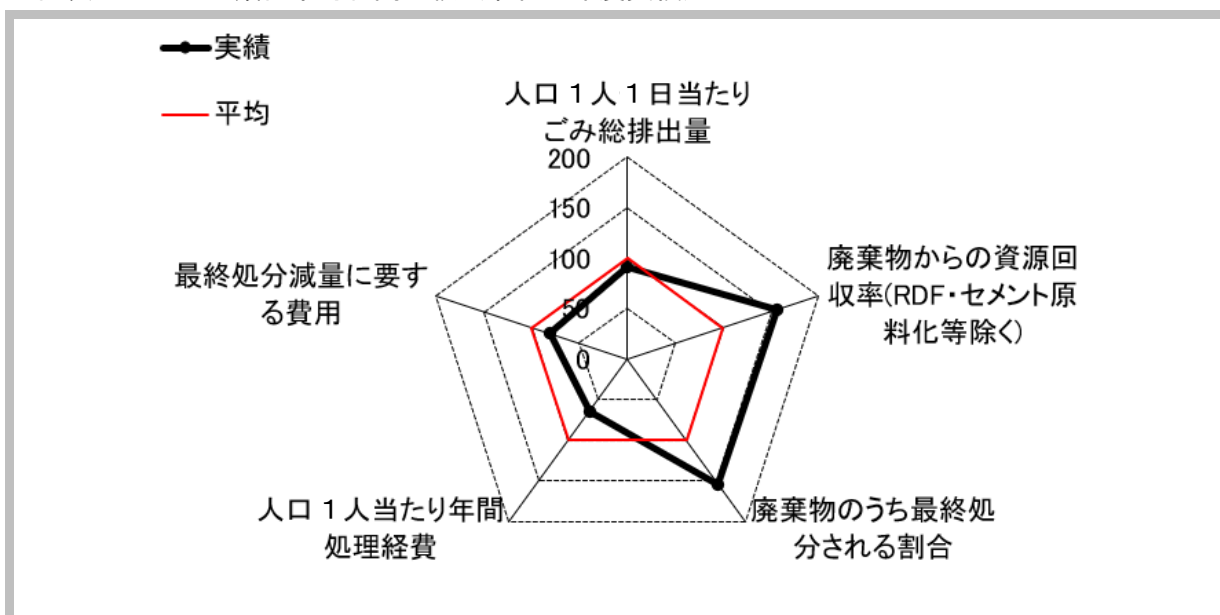 実績
平均
人口１人１日当たり
ごみ総排出量
200
150
100
50
0
廃棄物からの資源回
収率(RDF・セメント原
料化等除く)
廃棄物のうち最終処
分される割合
人口１人当たり年間
処理経費
最終処分減量に要す
る費用